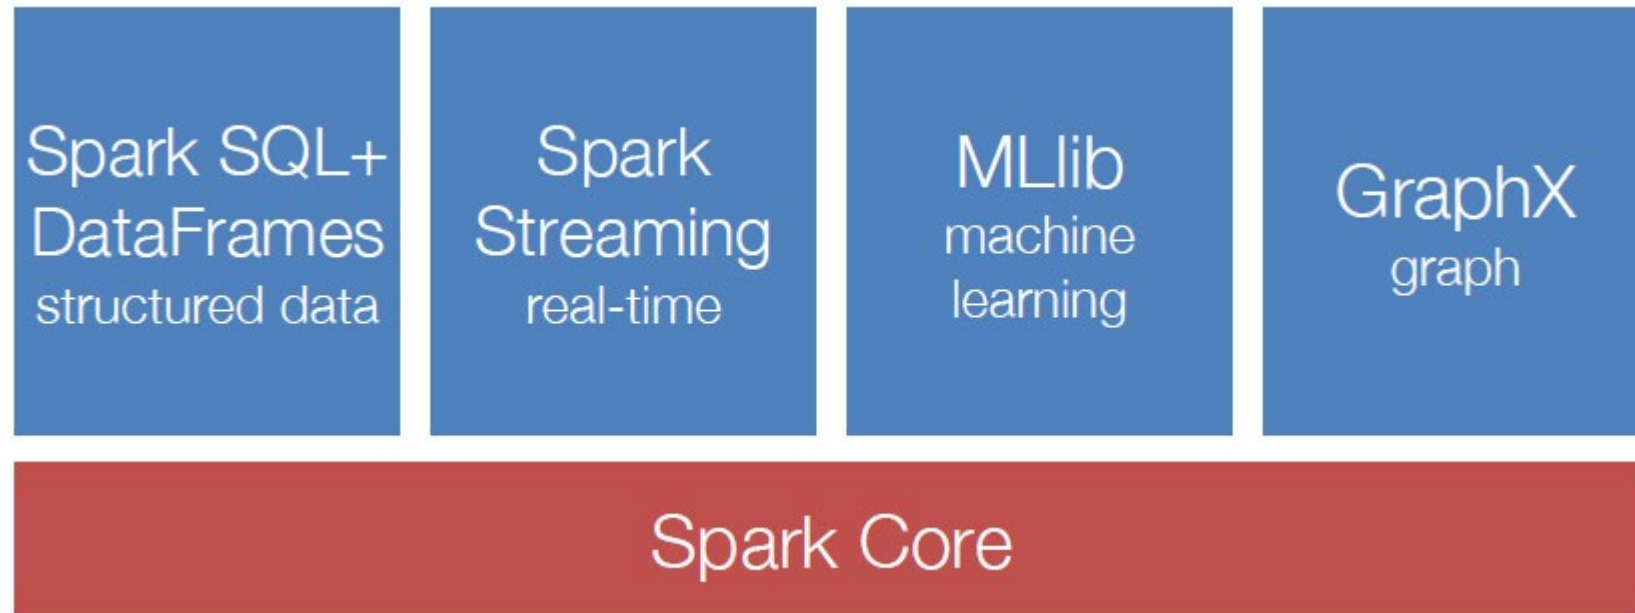 Spark SQL+
DataFrames
structured data
Spark
Streaming
real-time
MLlib
machine
learning
GraphX
graph
Spark Core